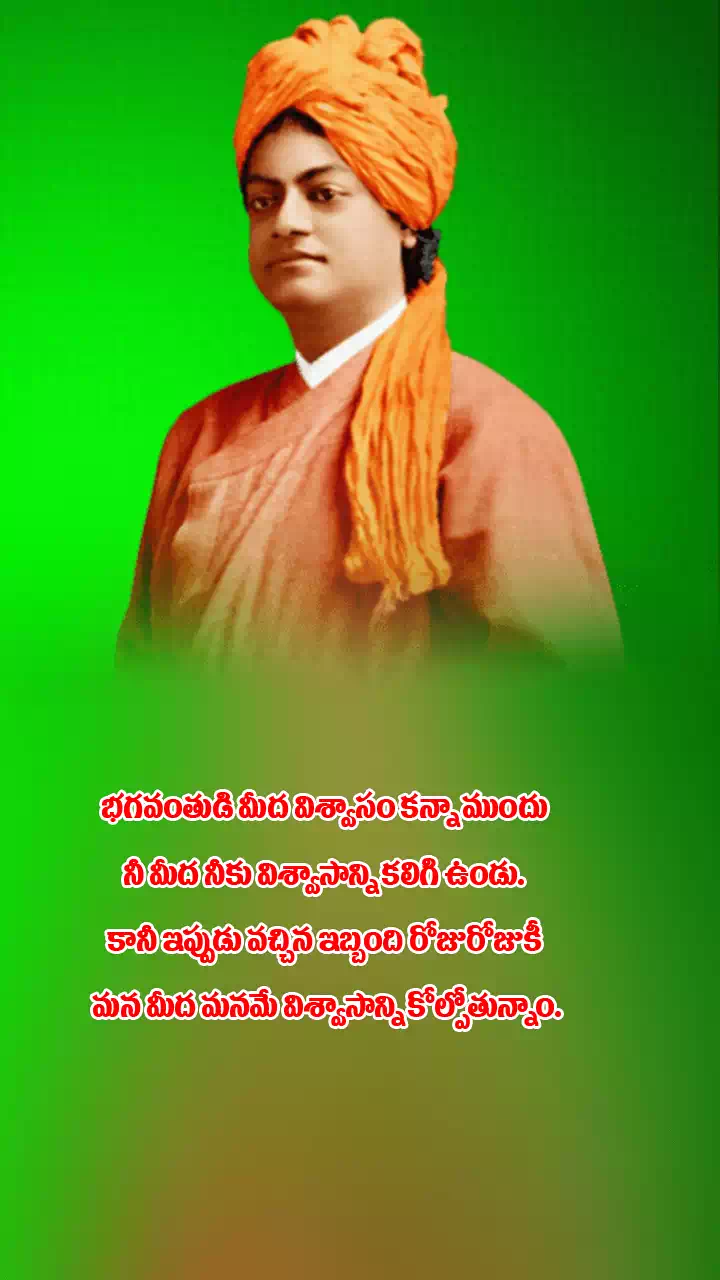 భగవంతుడి మీద విశ్వాసం కన్నా ముందు
నీ మీద నీకు విశ్వాసాన్ని కలిగి ఉండు.
కానీ ఇప్పుడు వచ్చిన ఇబ్బంది రోజురోజుకీ
మన మీద మనమే విశ్వాసాన్ని కోల్పోతున్నాం.